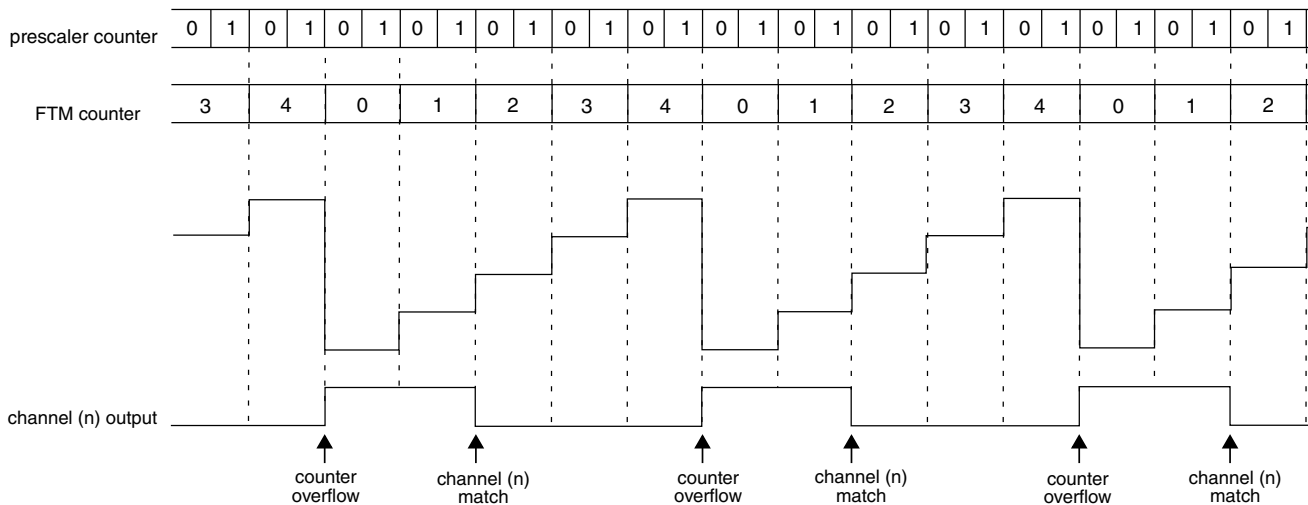 prescaler counter 0 1 0 1 0 1 0 1 0 1 0 1 0 1 0 1 0 1 0 1 0 1 0 1 0 1 0 1 0 1
FTM counter 3 4 0 1 2 3 4 0 1 2 3 4 0 1 2
channel (n) output
counter overflow
channel (n) match
counter overflow
channel (n) match
counter overflow
channel (n) match